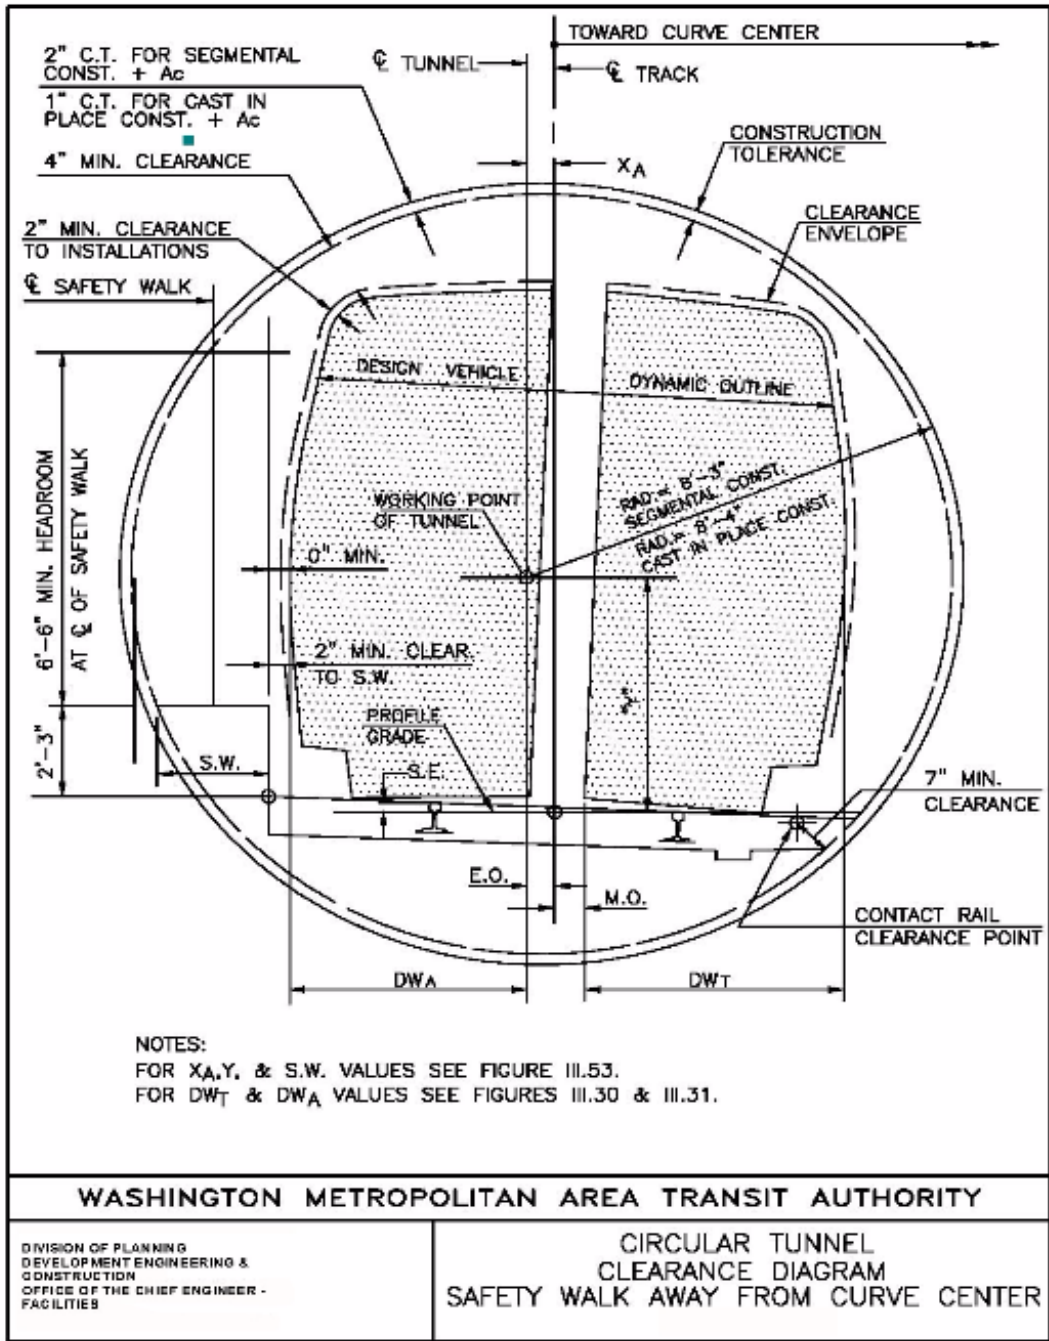 TOWARD CURVE CENTER
2" C.T. FOR SEGMENTAL
CONST. + Ac
1" C.T. FOR CAST IN
PLACE CONST. + Ac
4" MIN. CLEARANCE
℄ TUNNEL
℄ TRACK
XA
CONSTRUCTION
TOLERANCE
2" MIN. CLEARANCE
TO INSTALLATIONS
CLEARANCE
ENVELOPE
℄ SAFETY WALK
DESIGN VEHICLE
DYNAMIC OUTLINE
6'-6" MIN. HEADROOM
AT ℄ OF SAFETY WALK
WORKING POINT
OF TUNNEL
RAD.= 8'-3"
SEGMENTAL CONST.
RAD.= 8'-4"
CAST IN PLACE CONST.
0" MIN.
2" MIN. CLEAR.
TO S.W.
2'-3"
S.W.
PROFILE
GRADE
S.E.
7" MIN.
CLEARANCE
E.O.
M.O.
CONTACT RAIL
CLEARANCE POINT
DWA
DWT
NOTES:
FOR XA,Y, & S.W. VALUES SEE FIGURE III.53.
FOR DWT & DWA VALUES SEE FIGURES III.30 & III.31.
WASHINGTON METROPOLITAN AREA TRANSIT AUTHORITY
DIVISION OF PLANNING
DEVELOPMENT ENGINEERING &
CONSTRUCTION
OFFICE OF THE CHIEF ENGINEER -
FACILITIES
CIRCULAR TUNNEL
CLEARANCE DIAGRAM
SAFETY WALK AWAY FROM CURVE CENTER